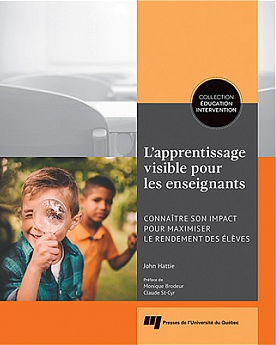 COLLECTION
ÉDUCATION
INTERVENTION
L'apprentissage
visible pour
les enseignants
CONNAÎTRE SON IMPACT
POUR MAXIMISER
LE RENDEMENT DES ÉLÈVES
John Hattie
Préface de
Monique Brodeur
Claude St-Cyr
Presses de l'Université du Québec